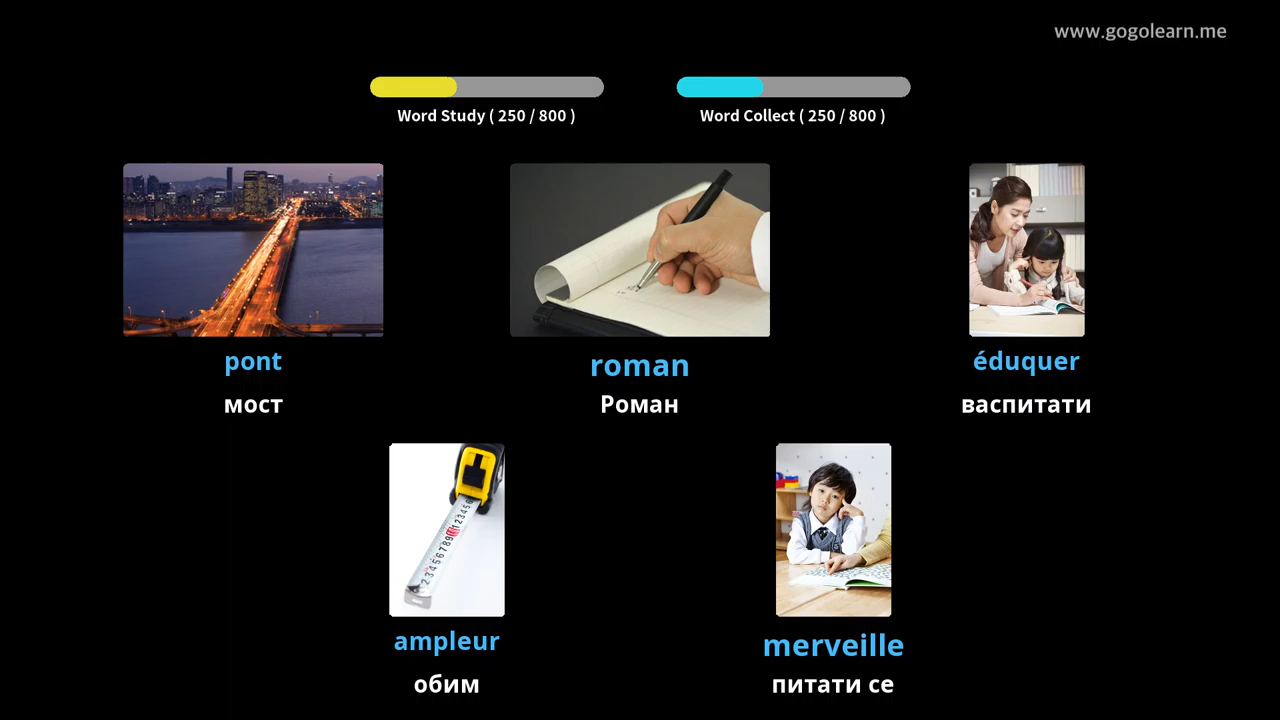 www.gogolearn.me
Word Study ( 250 / 800 )
Word Collect ( 250 / 800 )
pont
roman
éduquer
мост
Роман
васпитати
ampleur
merveille
обим
питати се